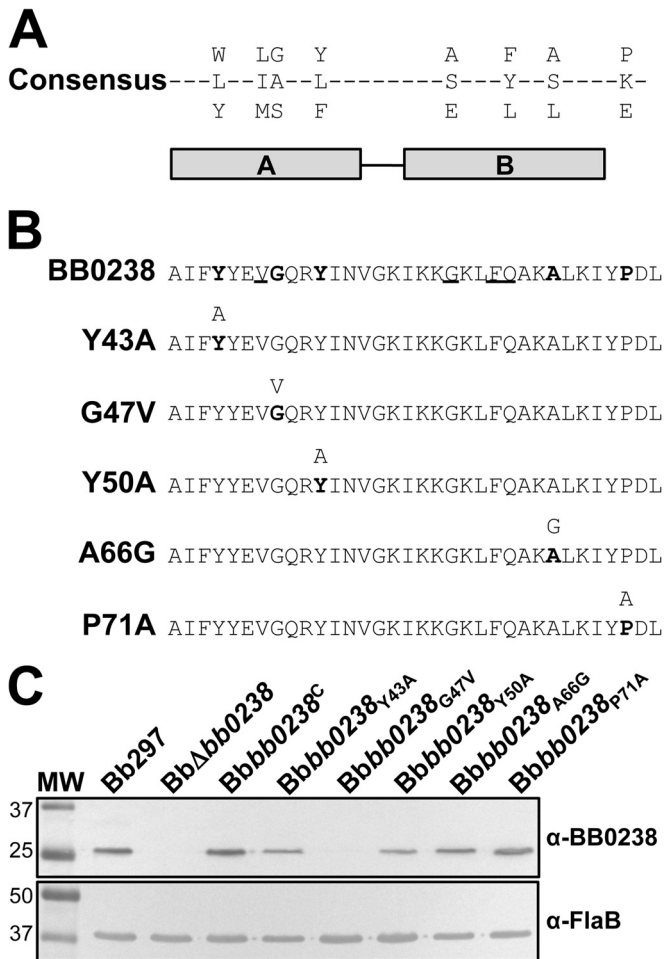 A
W LG Y A F A P
Consensus---L--IA--L--------S---Y--S----K-
Y MS F E L L E
A B
B
BB0238 AIFYYEVGQRYINVGKIKKGKLFQAKALKIYPDL
A
Y43A AIFYYEVGQRYINVGKIKKGKLFQAKALKIYPDL
V
G47V AIFYYEVGQRYINVGKIKKGKLFQAKALKIYPDL
A
Y50A AIFYYEVGQRYINVGKIKKGKLFQAKALKIYPDL
G
A66G AIFYYEVGQRYINVGKIKKGKLFQAKALKIYPDL
A
P71A AIFYYEVGQRYINVGKIKKGKLFQAKALKIYPDL
C
MW Bb297 BbΔbb0238 Bbbb0238C Bbbb0238Y43A Bbbb0238G47V Bbbb0238Y50A Bbbb0238A66G Bbbb0238P71A
37
25 α-BB0238
50
37 α-FlaB